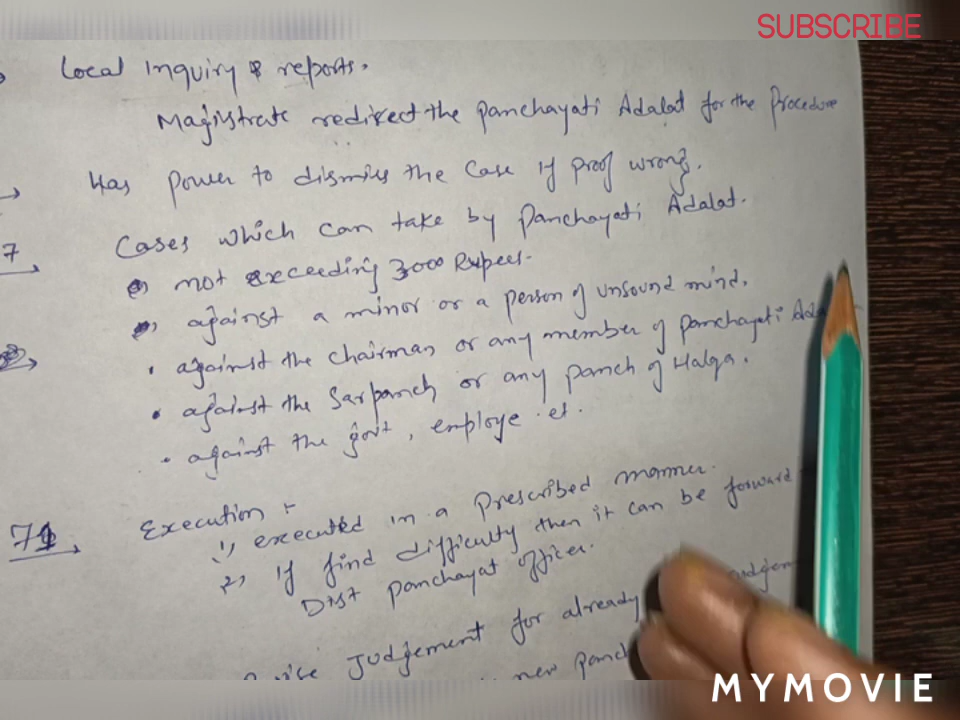 SUBSCRIBE
Local Inquiry & reports.
Magistrate redirect the panchayati Adalat for the Procedure
Has power to dismiss the case if proof wrong.
7 Cases which can take by panchayati Adalat.
not exceeding 3000 Rupees.
against a minor or a person of unsound mind.
against the chairman or any member of panchayati Ada
against the Sarpanch or any panch of Halqa.
against the govt, employe et.
71 Execution :-
1) executed in a prescribed manner.
2) If find difficulty then it can be forward
Dist panchayat officer.
Judgement for already
new panch
MYMOVIE